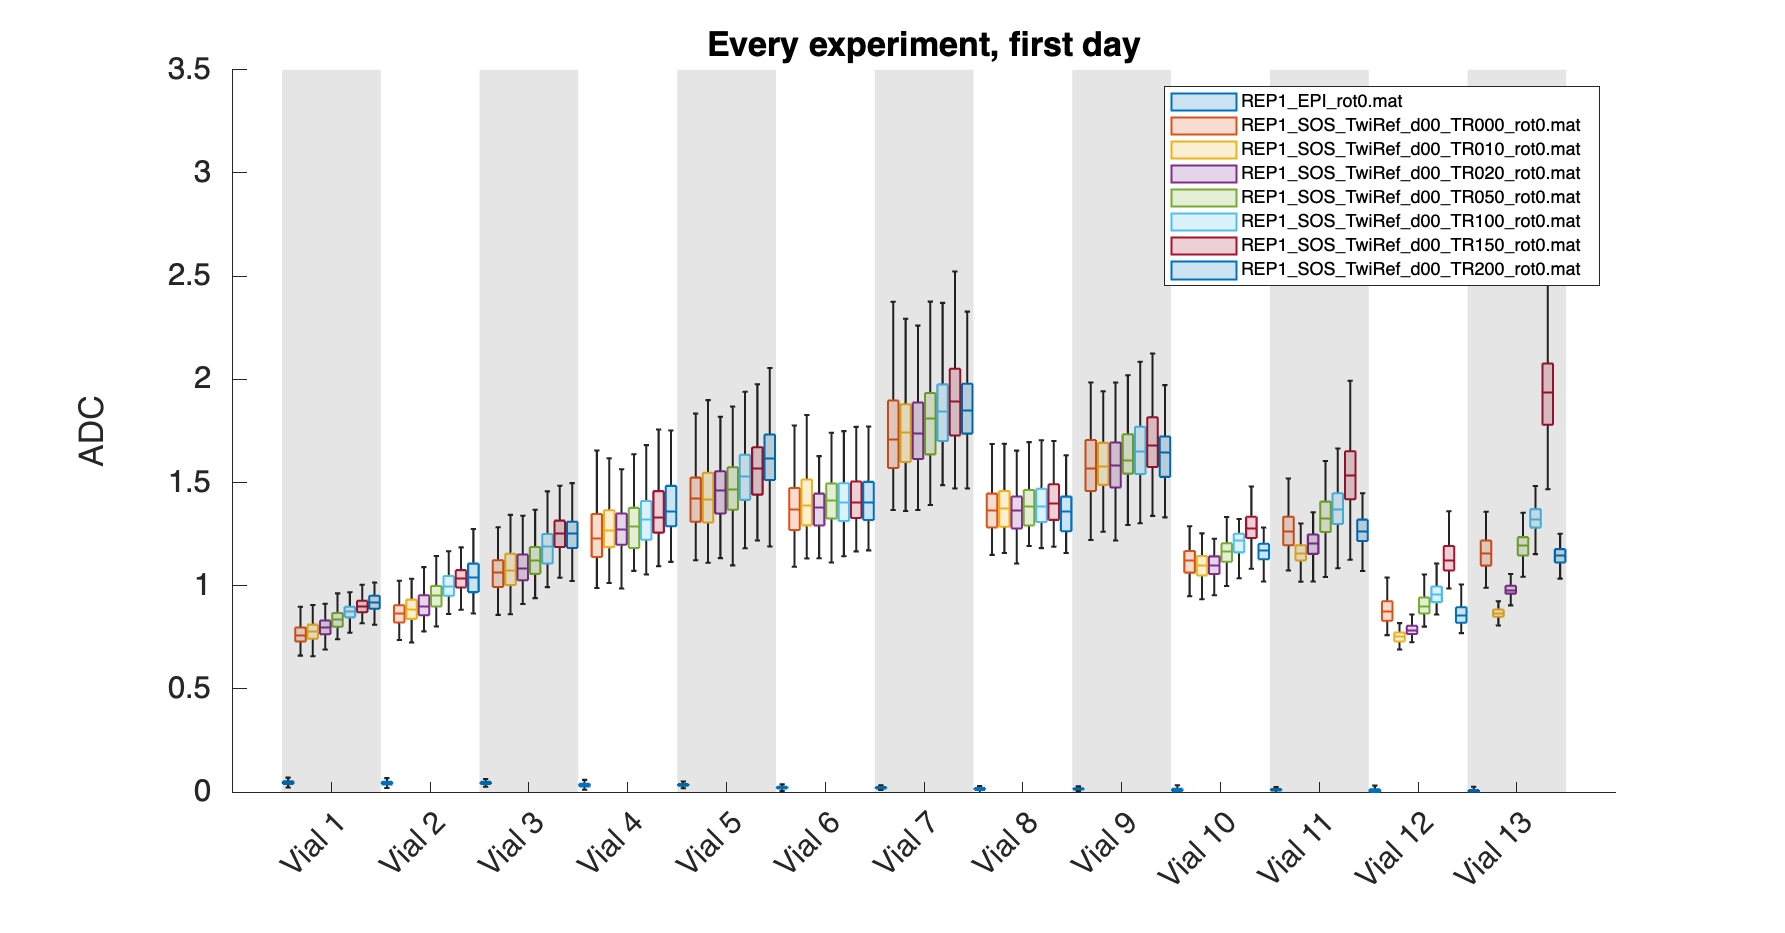 Every experiment, first day
3.5
3
2.5
2
1.5
1
0.5
0
ADC
REP1_EPI_rot0.mat
REP1_SOS_TwiRef_d00_TR000_rot0.mat
REP1_SOS_TwiRef_d00_TR010_rot0.mat
REP1_SOS_TwiRef_d00_TR020_rot0.mat
REP1_SOS_TwiRef_d00_TR050_rot0.mat
REP1_SOS_TwiRef_d00_TR100_rot0.mat
REP1_SOS_TwiRef_d00_TR150_rot0.mat
REP1_SOS_TwiRef_d00_TR200_rot0.mat
Vial 1
Vial 2
Vial 3
Vial 4
Vial 5
Vial 6
Vial 7
Vial 8
Vial 9
Vial 10
Vial 11
Vial 12
Vial 13